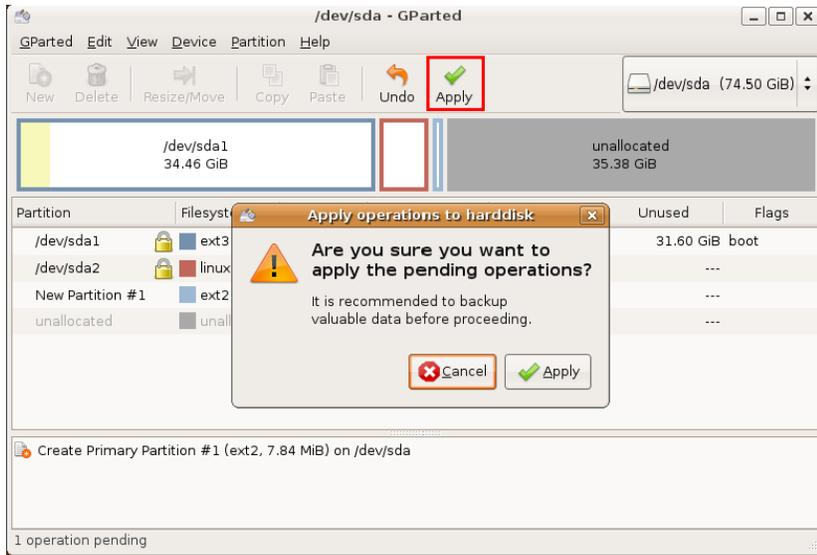 /dev/sda - GParted
GParted Edit View Device Partition Help
New Delete Resize/Move Copy Paste Undo Apply /dev/sda (74.50 GiB)
/dev/sda1
34.46 GiB
unallocated
35.38 GiB
Partition Filesyst Unused Flags
/dev/sda1 ext3 31.60 GiB boot
/dev/sda2 linux ---
New Partition #1 ext2 ---
unallocated unall ---
Apply operations to harddisk
Are you sure you want to
apply the pending operations?
It is recommended to backup
valuable data before proceeding.
Cancel Apply
Create Primary Partition #1 (ext2, 7.84 MiB) on /dev/sda
1 operation pending